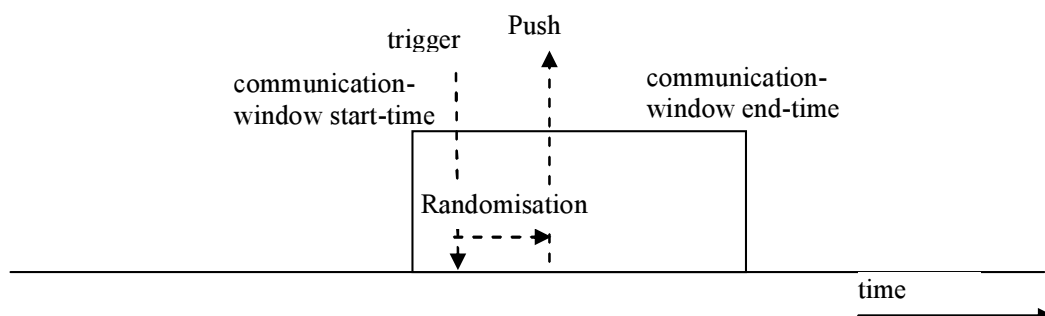 trigger
Push
communication-
window start-time
communication-
window end-time
Randomisation
time